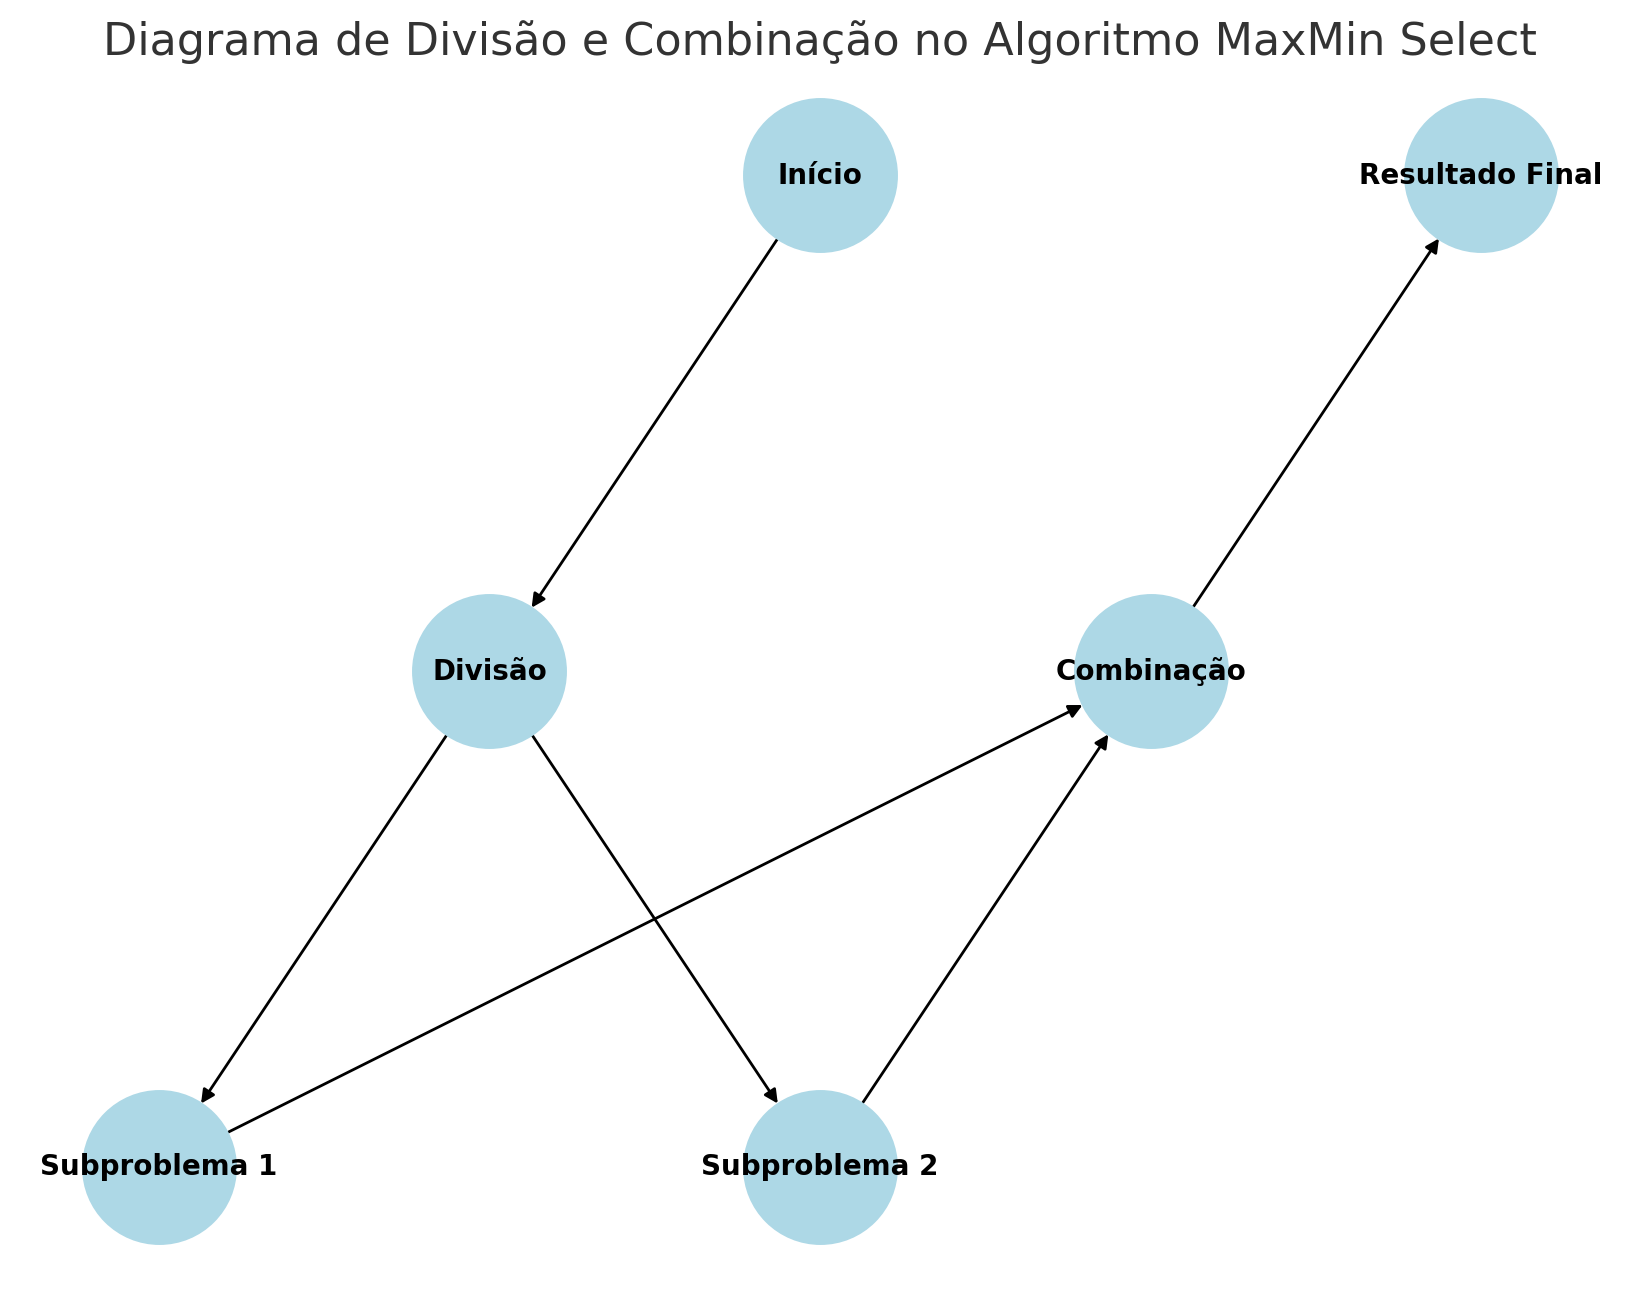 Diagrama de Divisão e Combinação no Algoritmo MaxMin Select
Início
Resultado Final
Divisão
Combinação
Subproblema 1
Subproblema 2